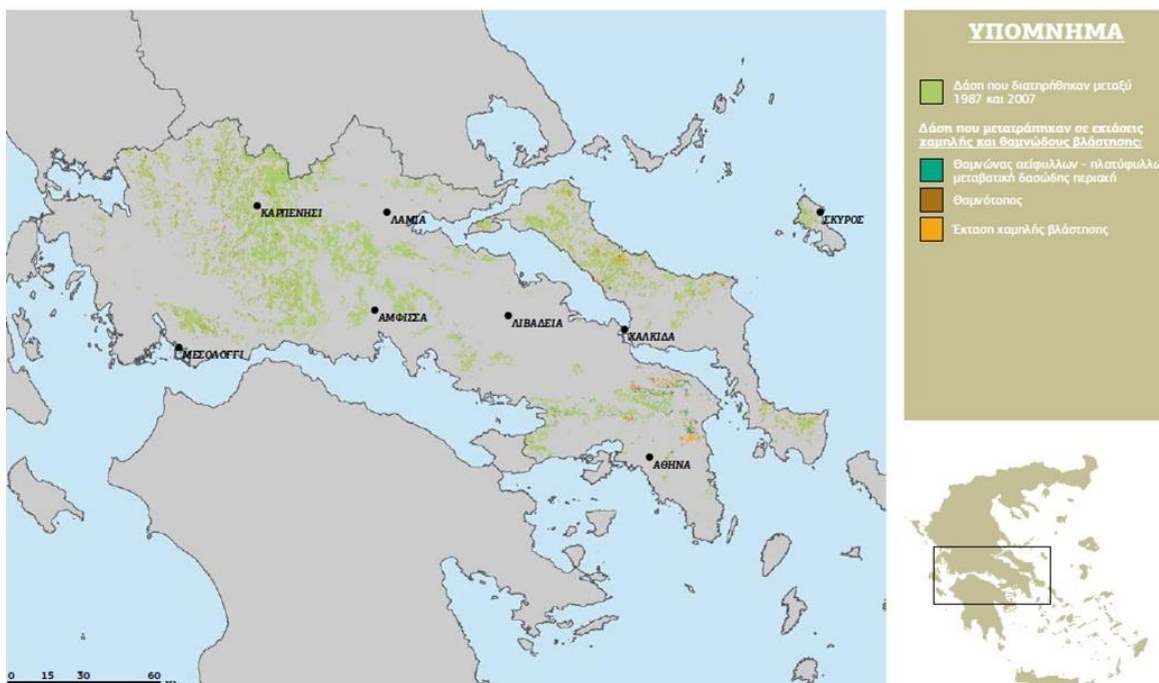 ΥΠΟΜΝΗΜΑ
Δάση που διατηρήθηκαν μεταξύ
1987 και 2007
Δάση που μετατράπηκαν σε εκτάσεις
χαμηλής και θαμνώδους βλάστησης:
Θαμνώνας αείφυλλων - πλατύφυλλω
μεταβατική δασώδης περιοχή
Θαμνότοπος
Έκταση χαμηλής βλάστησης
ΚΑΡΠΕΝΗΣΙ
ΛΑΜΙΑ
ΣΚΥΡΟΣ
ΑΜΦΙΣΣΑ
ΛΙΒΑΔΕΙΑ
ΧΑΛΚΙΔΑ
ΜΕΣΟΛΟΓΓΙ
ΑΘΗΝΑ
0 15 30 60